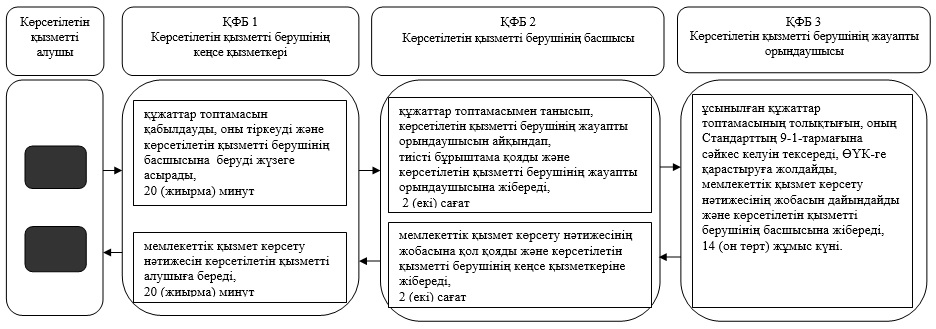 Көрсетілетін
қызметті
алушы
ҚФБ 1
Көрсетілетін қызметті берушінің
кеңсе қызметкері
ҚФБ 2
Көрсетілетін қызметті берушінің басшысы
ҚФБ 3
Көрсетілетін қызметті берушінің жауапты
орындаушысы
құжаттар топтамасын
қабылдауды, оны тіркеуді және
көрсетілетін қызметті берушінің
басшысына беруді жүзеге
асырады,
20 (жиырма) минут
құжаттар топтамысымен танысып,
көрсетілетін қызметті берушінің жауапты
орындаушысын айқындап,
тиісті бұрыштама қояды және
көрсетілетін қызметті берушінің жауапты
орындаушысына жібереді,
2 (екі) сағат
ұсынылған құжаттар
топтамасының толықтығын, оның
Стандарттың 9-1-тармағына
сәйкес келуін тексереді, ӨҮК-ге
қарастыруға жолдайды,
мемлекеттік қызмет көрсету
нәтижесінің жобасын дайындайды
және көрсетілетін қызметті
берушінің басшысына жібереді,
14 (он төрт) жұмыс күні.
мемлекеттік қызмет көрсету
нәтижесін көрсетілетін қызметті
алушыға береді,
20 (жиырма) минут
мемлекеттік қызмет көрсету нәтижесінің
жобасына қол қояды және көрсетілетін
қызметті берушінің кеңсе қызметкеріне
жібереді,
2 (екі) сағат